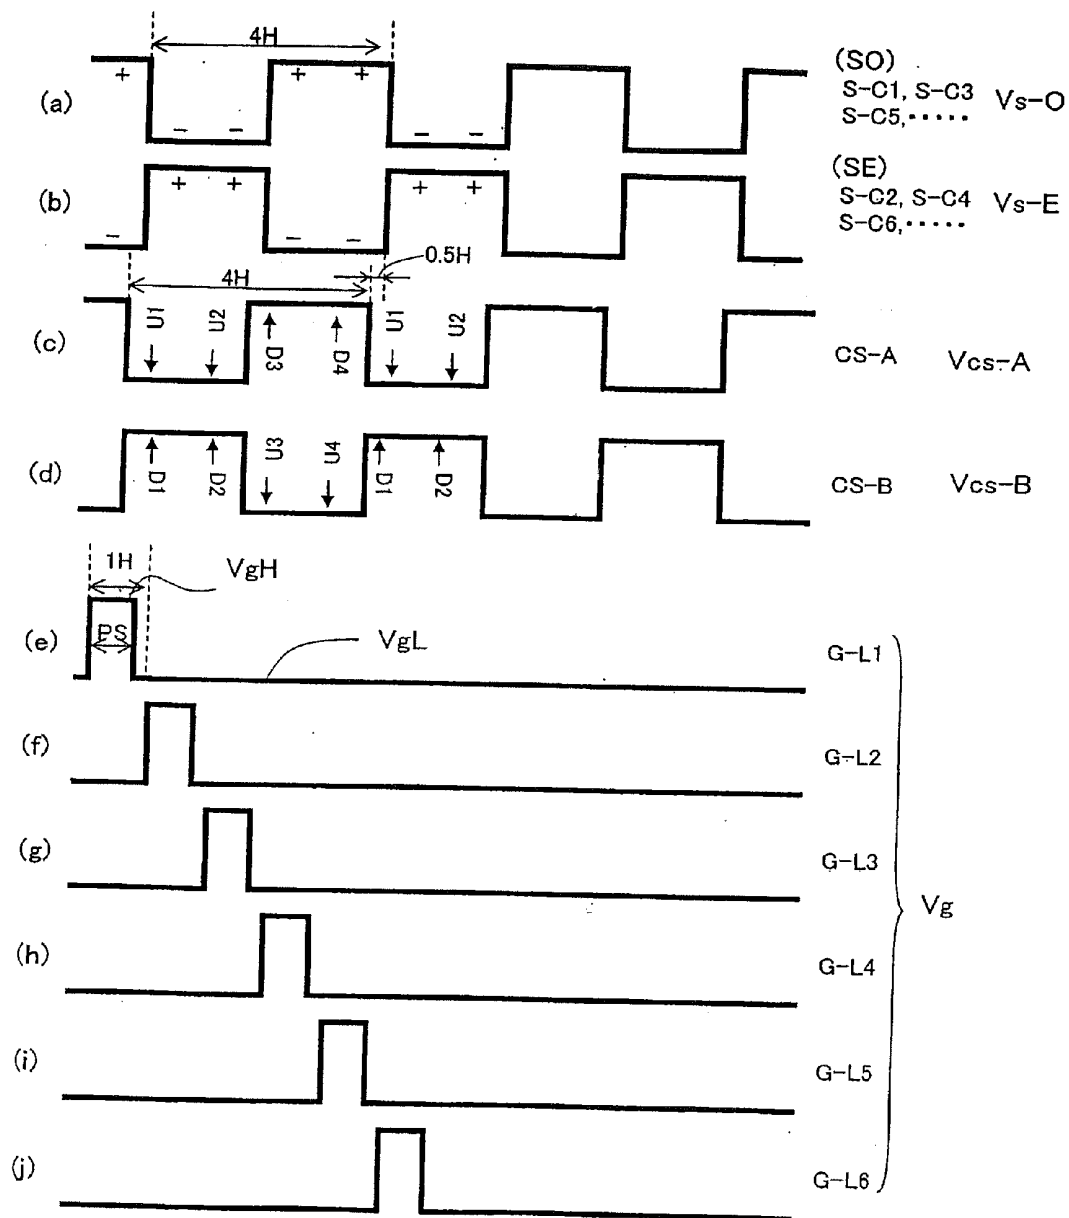 4H
(SO)
(a)
+ + +
S-C1, S-C3 Vs-O
S-C5,·····
− − − −
(SE)
(b)
+ + + +
S-C2, S-C4 Vs-E
S-C6,·····
− − −
0.5H
4H
(c)
U1 U2 D3 D4 U1 U2
CS-A Vcs-A
(d)
D1 D2 U3 U4 D1 D2
CS-B Vcs-B
1H
VgH
(e)
PS
VgL
G-L1
(f)
G-L2
(g)
G-L3
Vg
(h)
G-L4
(i)
G-L5
(j)
G-L6